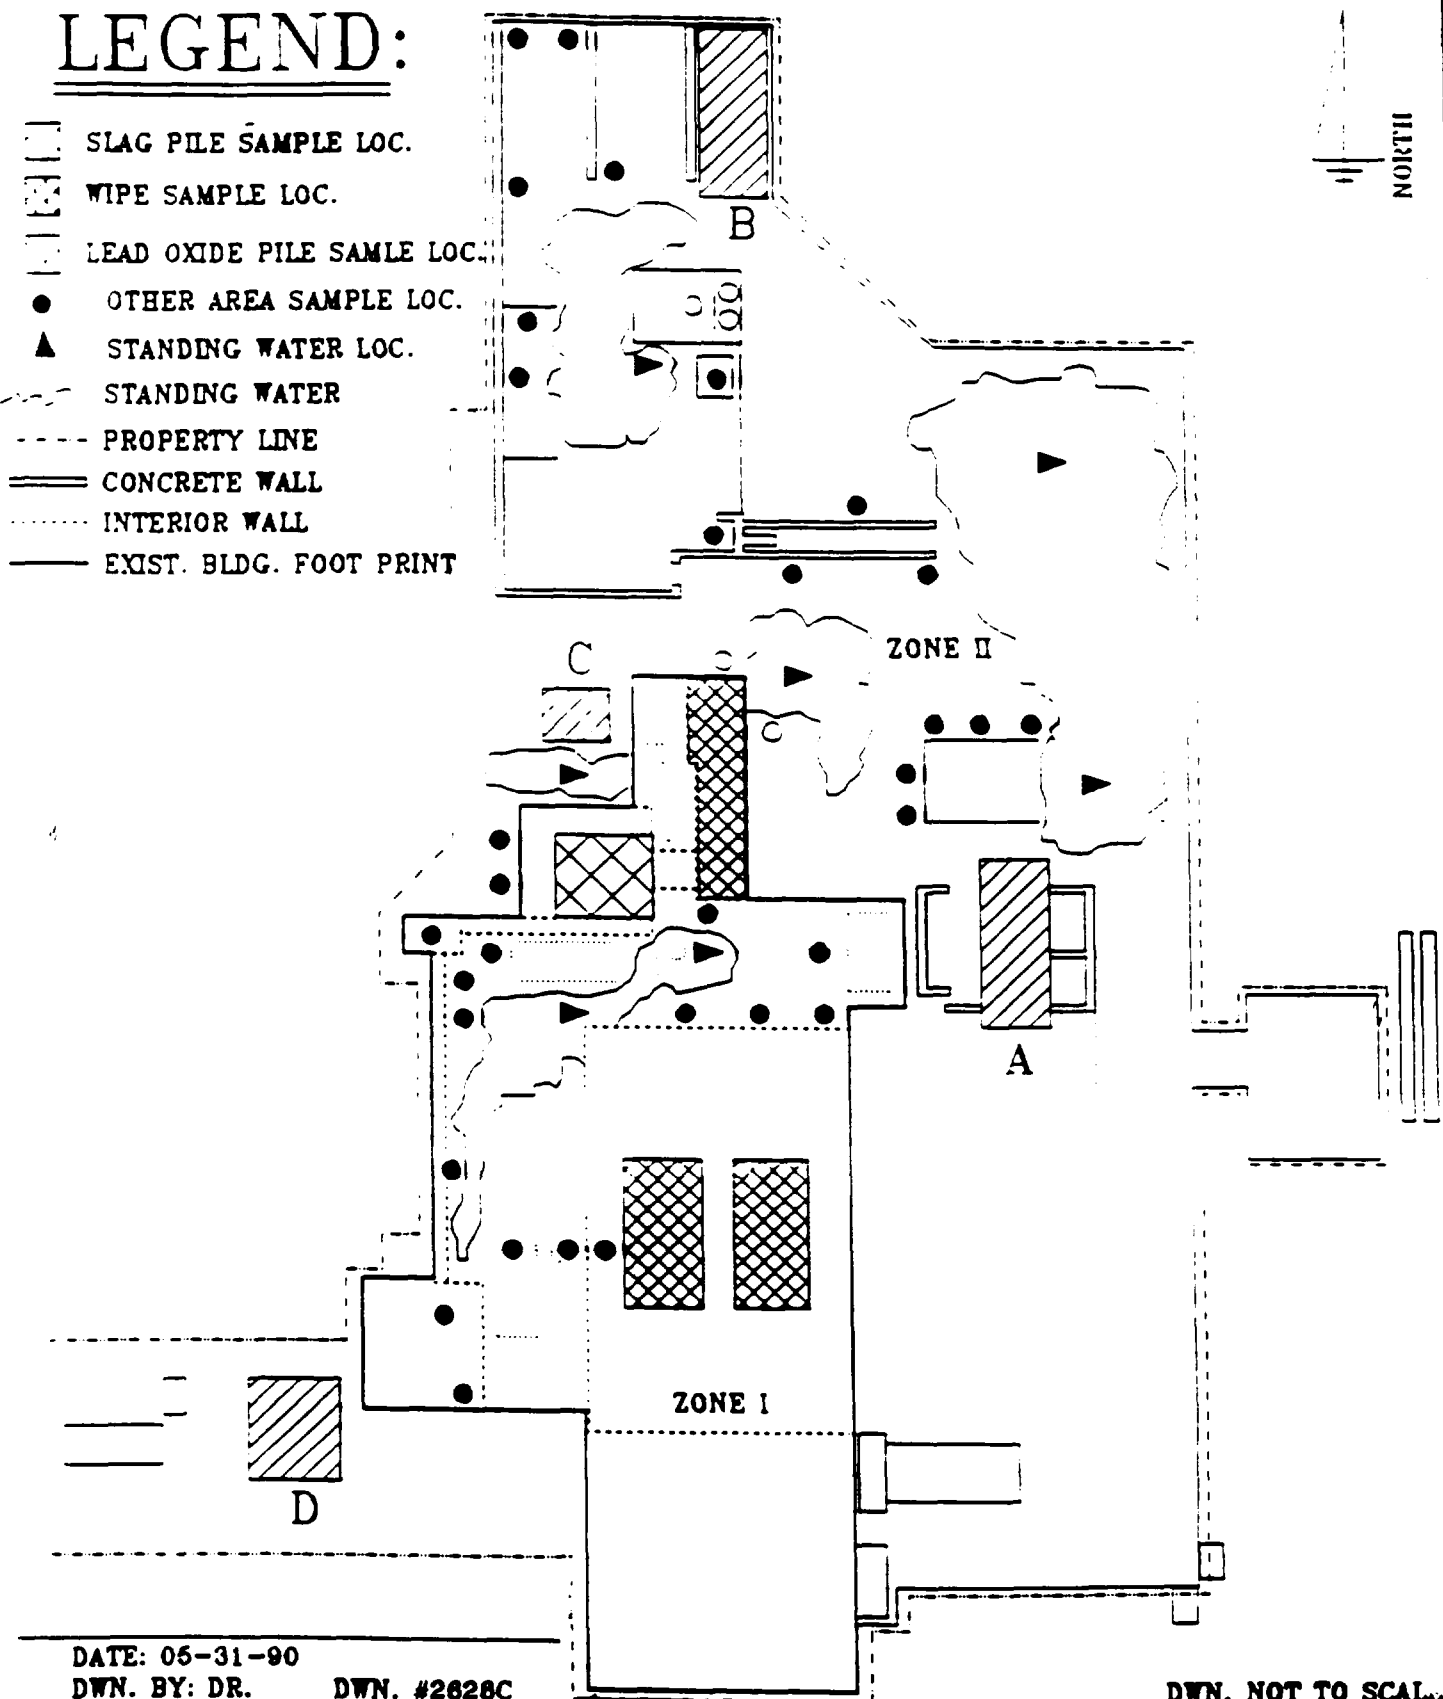 LEGEND:
SLAG PILE SAMPLE LOC.
WIPE SAMPLE LOC.
LEAD OXIDE PILE SAMLE LOC.
OTHER AREA SAMPLE LOC.
STANDING WATER LOC.
STANDING WATER
PROPERTY LINE
CONCRETE WALL
INTERIOR WALL
EXIST. BLDG. FOOT PRINT
NORTH
B
ZONE II
C
A
ZONE I
D
DATE: 05-31-90
DWN. BY: DR. DWN. #2628C
DWN. NOT TO SCAL